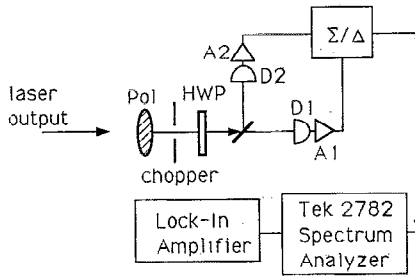 Σ/Δ
A2
D2
laser
output
Pol
HWP
D1
A1
chopper
Lock-In
Amplifier
Tek 2782
Spectrum
Analyzer